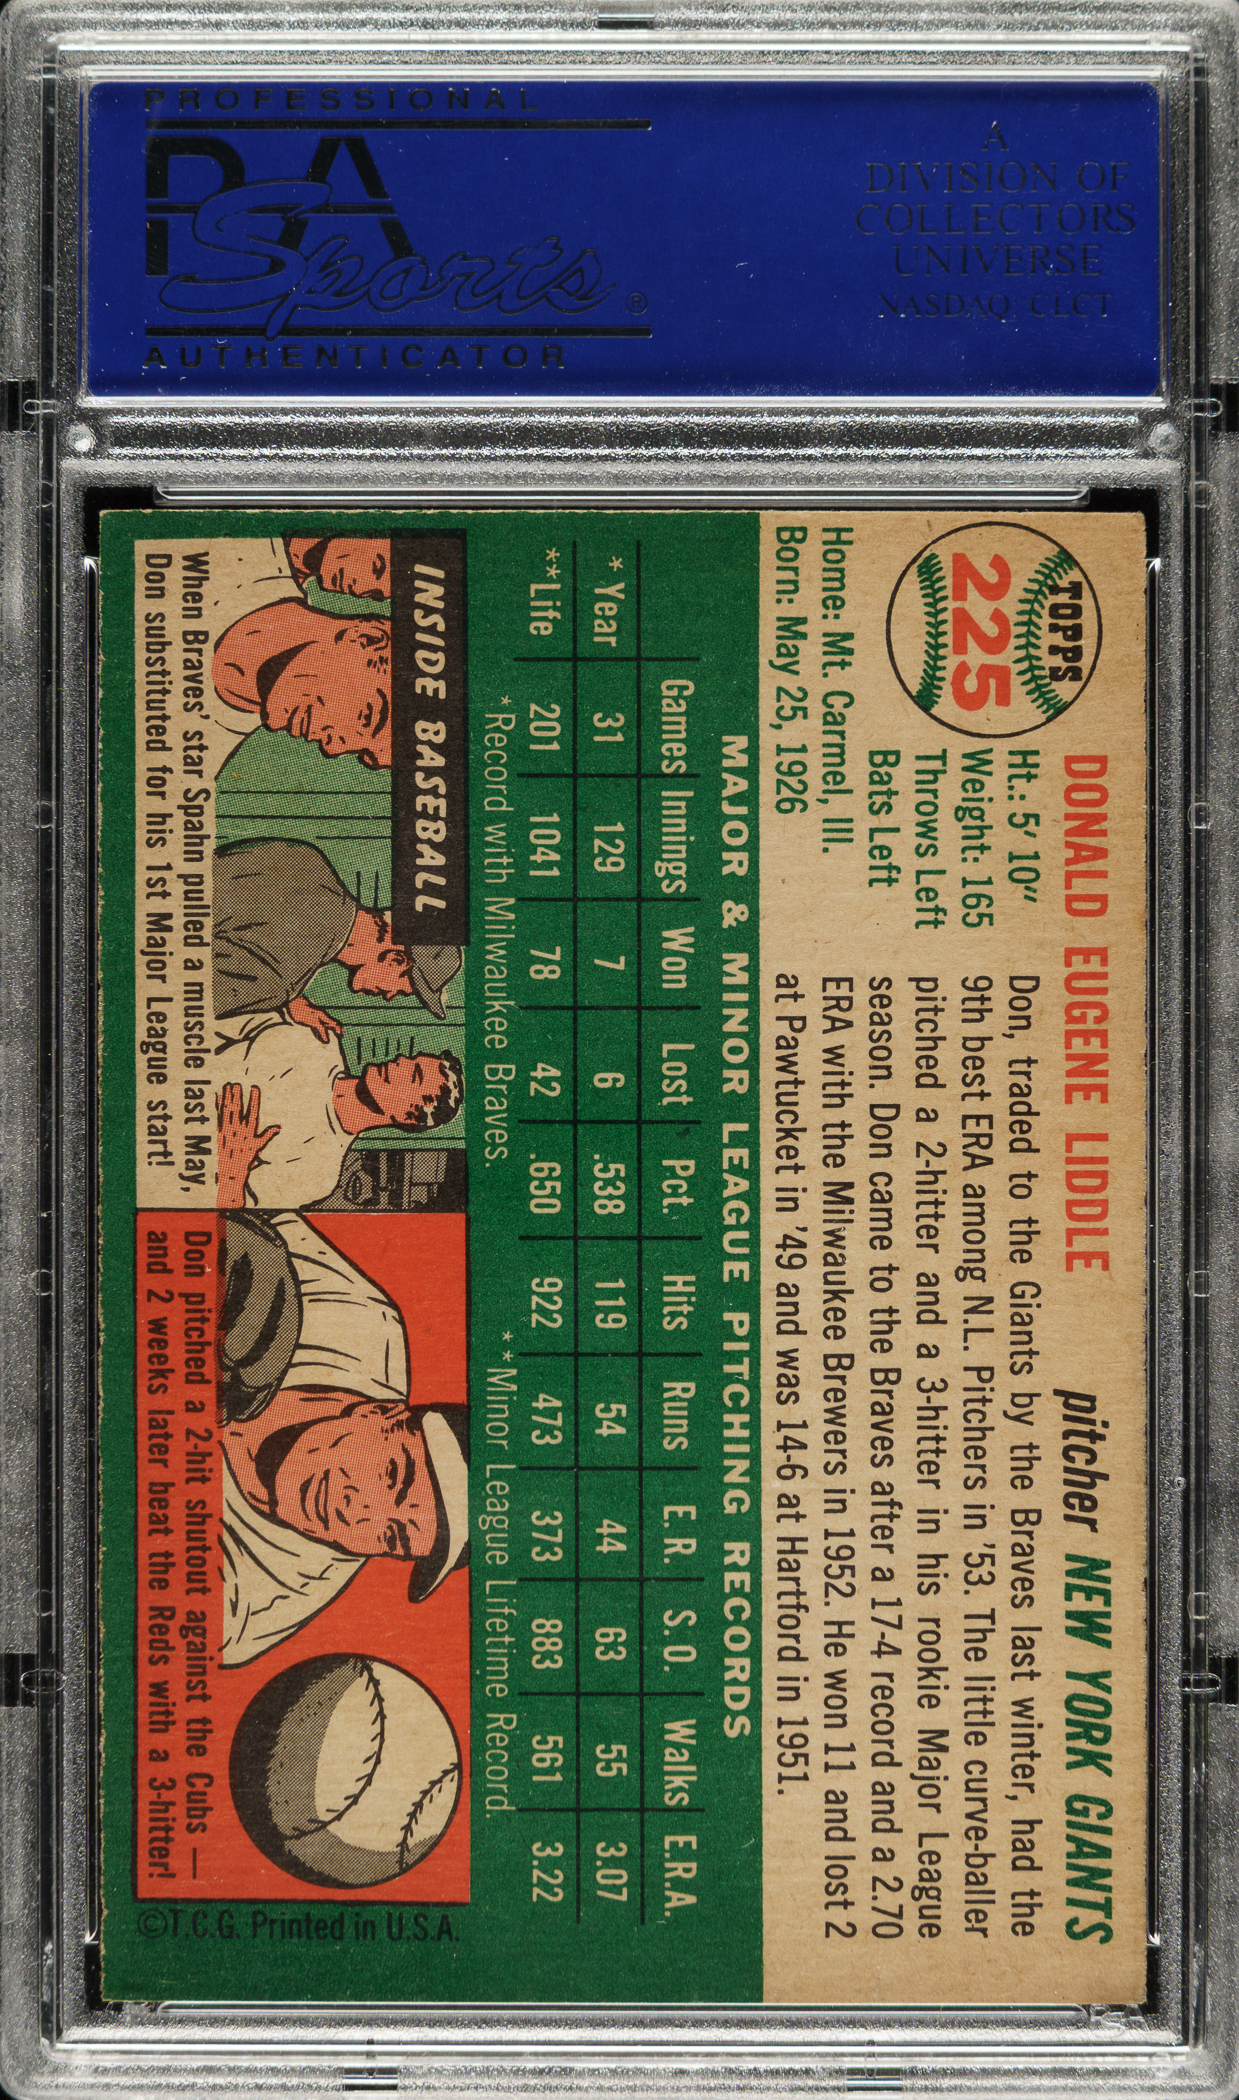 PROFESSIONAL
PSA
Sports®
AUTHENTICATOR
A
DIVISION OF
COLLECTORS
UNIVERSE
NASDAQ CLCT
TOPPS
225
DONALD EUGENE LIDDLE
pitcher NEW YORK GIANTS
Ht.: 5' 10"
Weight: 165
Throws Left
Bats Left
Home: Mt. Carmel, Ill.
Born: May 25, 1926
Don, traded to the Giants by the Braves last winter, had the
9th best ERA among N.L. Pitchers in '53. The little curve-baller
pitched a 2-hitter and a 3-hitter in his rookie Major League
season. Don came to the Braves after a 17-4 record and a 2.70
ERA with the Milwaukee Brewers in 1952. He won 11 and lost 2
at Pawtucket in '49 and was 14-6 at Hartford in 1951.
MAJOR & MINOR LEAGUE PITCHING RECORDS
Games Innings Won Lost Pct. Hits Runs E.R. S.O. Walks E.R.A.
* Year 31 129 7 6 .538 119 54 44 63 55 3.07
**Life 201 1041 78 42 .650 922 473 373 883 561 3.22
*Record with Milwaukee Braves. **Minor League Lifetime Record.
INSIDE BASEBALL
When Braves' star Spahn pulled a muscle last May,
Don substituted for his 1st Major League start!
Don pitched a 2-hit shutout against the Cubs —
and 2 weeks later beat the Reds with a 3-hitter!
©T.C.G. Printed in U.S.A.